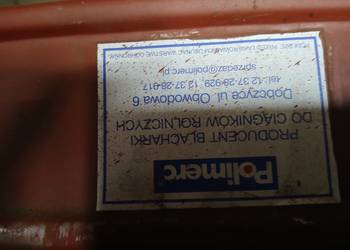 Polimerc
PRODUCENT BLACHARKI
DO CIĄGNIKÓW ROLNICZYCH
Dobczyce ul. Obwodowa 6
tel.: 12 37-28-929, 12 37-28-617
sprzedaz@polimerc.pl